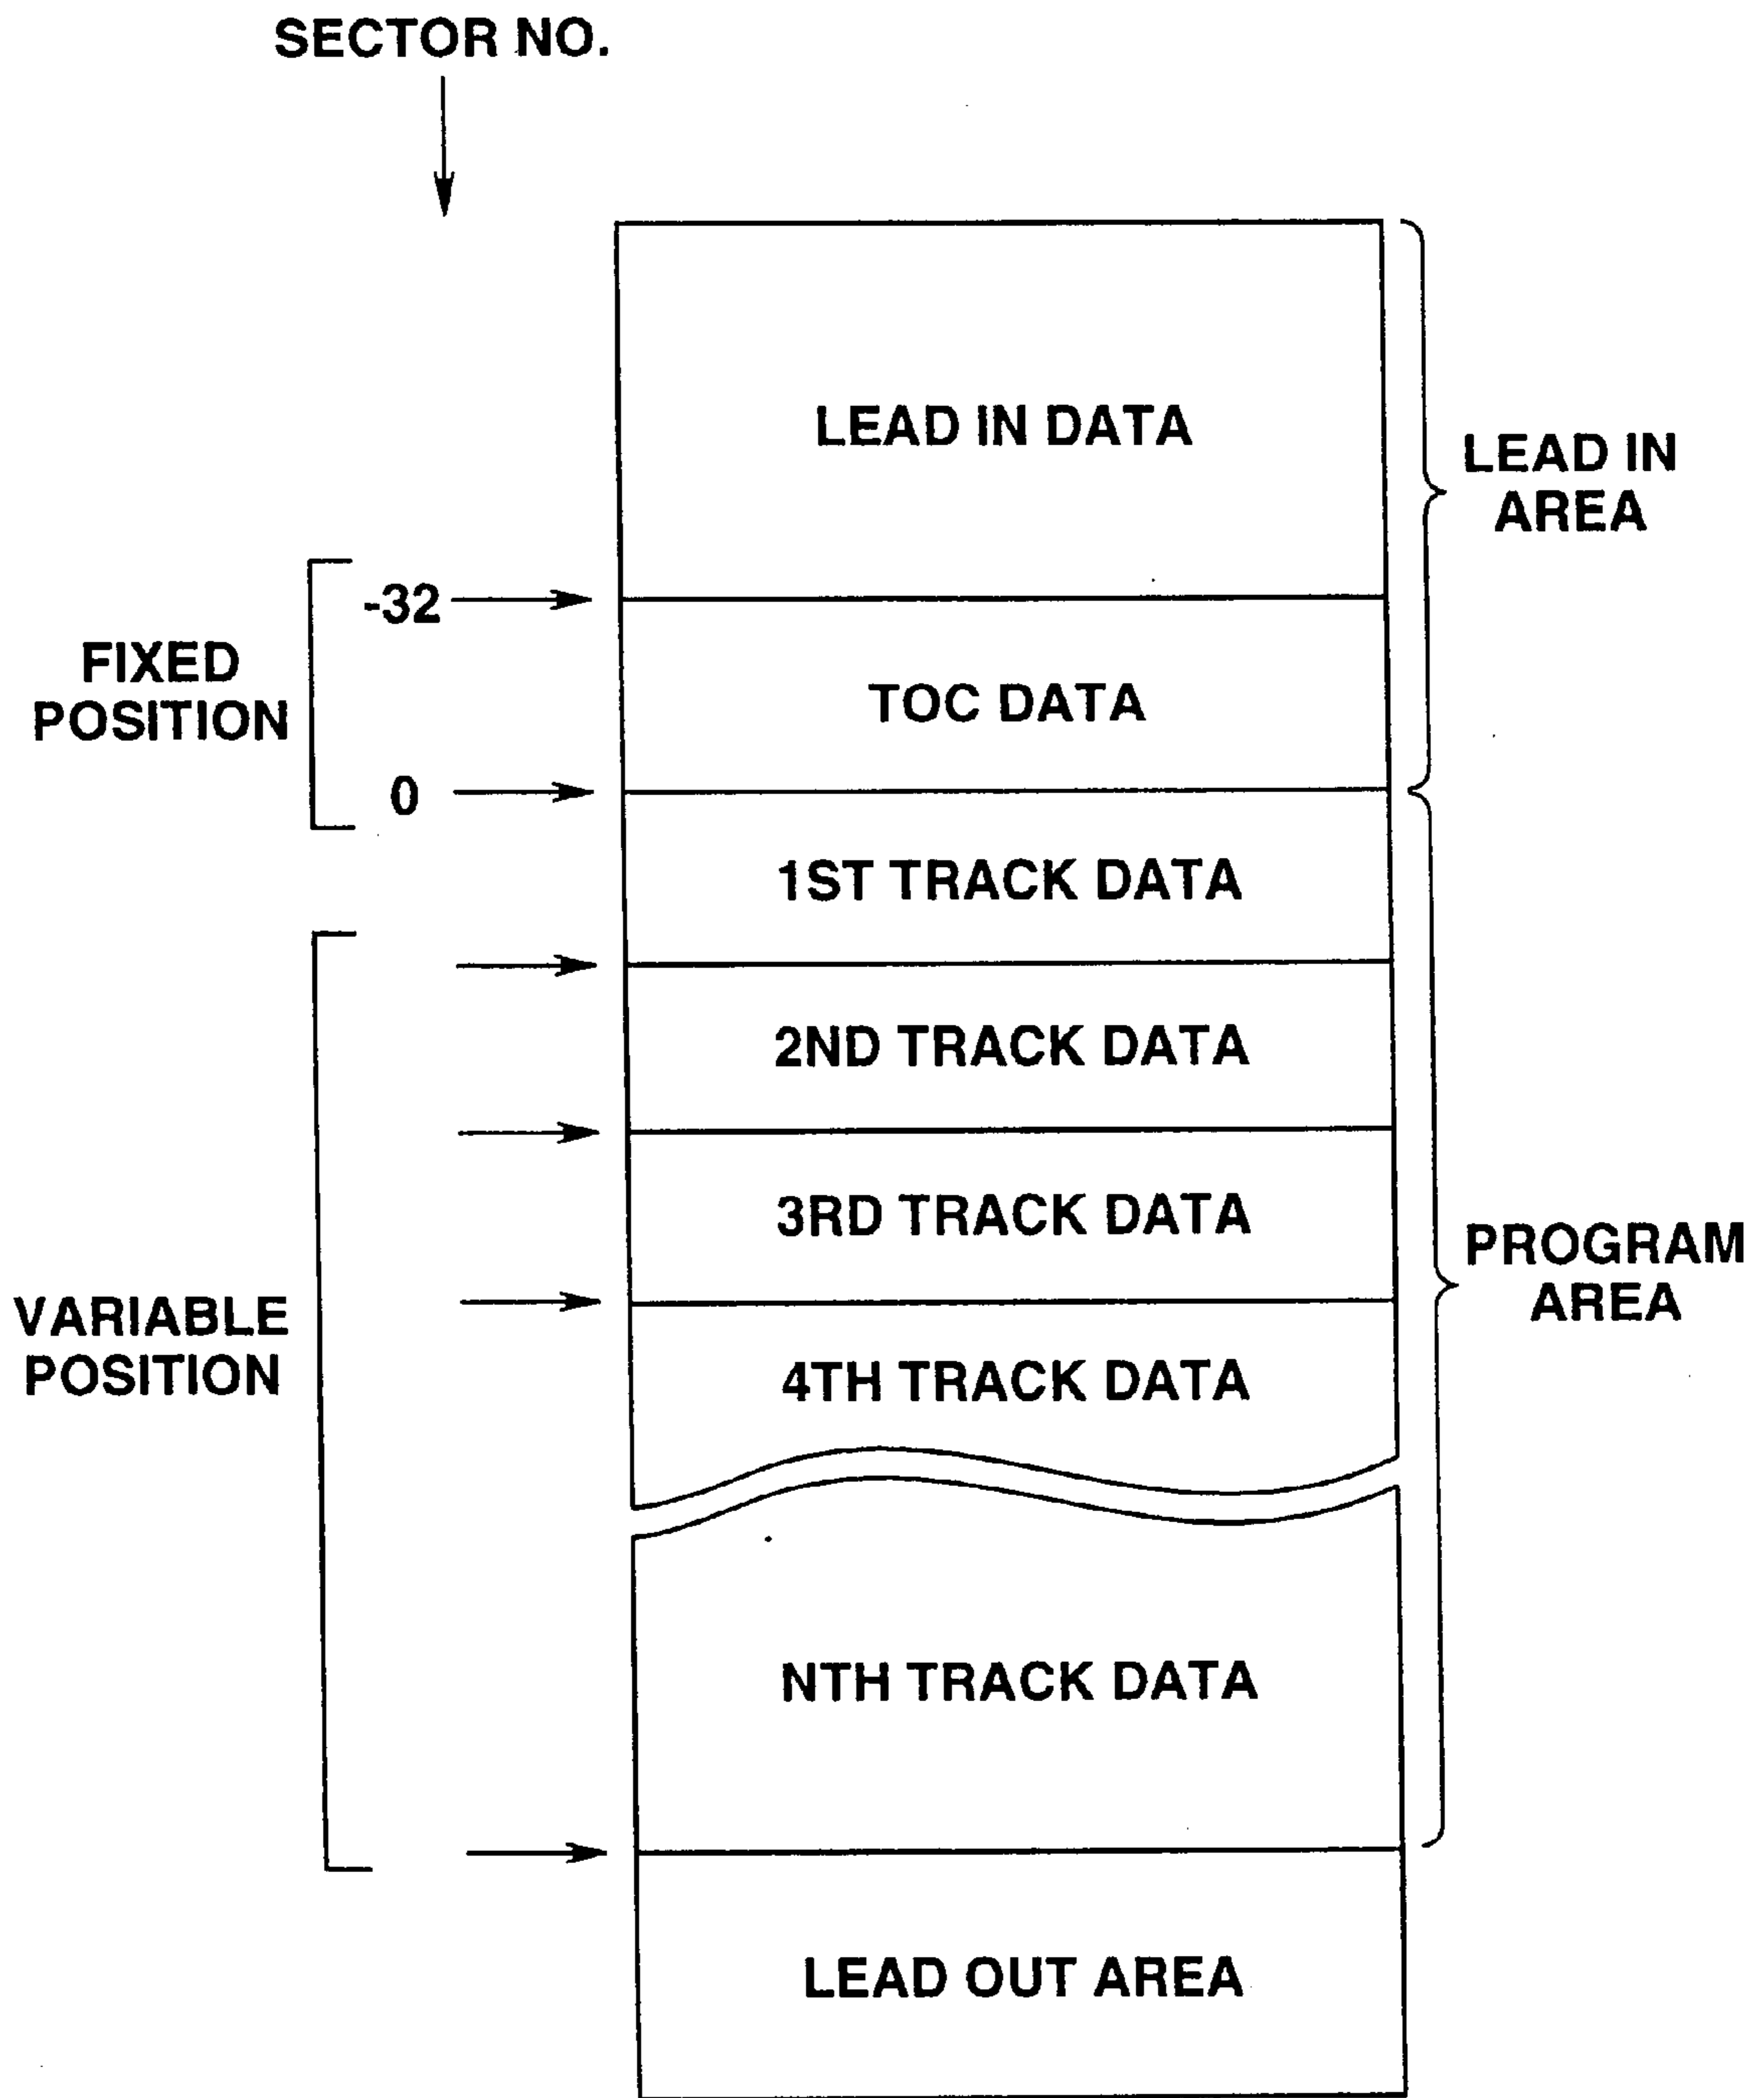 SECTOR NO.
LEAD IN DATA
LEAD IN
AREA
-32
FIXED
POSITION
TOC DATA
0
1ST TRACK DATA
2ND TRACK DATA
3RD TRACK DATA
PROGRAM
AREA
VARIABLE
POSITION
4TH TRACK DATA
NTH TRACK DATA
LEAD OUT AREA